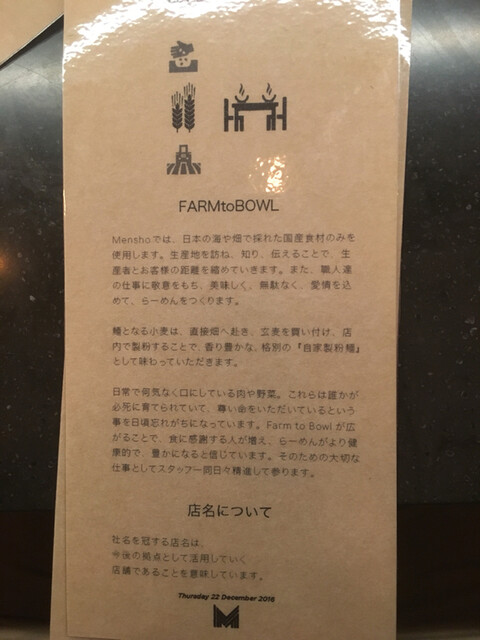 FARMtoBOWL
Menshoでは、日本の海や畑で採れた国産食材のみを
使用します。生産地を訪ね、知り、伝えることで、生
産者とお客様の距離を縮めていきます。また、職人達
の仕事に敬意をもち、美味しく、無駄なく、愛情を込
めて、らーめんをつくります。
麺となる小麦は、直接畑へ赴き、玄麦を買い付け、店
内で製粉することで、香り豊かな、格別の『自家製粉麺』
として味わっていただきます。
日常で何気なく口にしている肉や野菜。これらは誰かが
必死に育てられていて、尊い命をいただいているという
事を日頃忘れがちになっています。Farm to Bowl が広
がることで、食に感謝する人が増え、らーめんがより健
康的で、豊かになると信じています。そのための大切な
仕事としてスタッフ一同日々精進して参ります。
店名について
社名を冠する店名は、
今後の拠点として活用していく
店舗であることを意味しています。
Thursday 22 December 2016